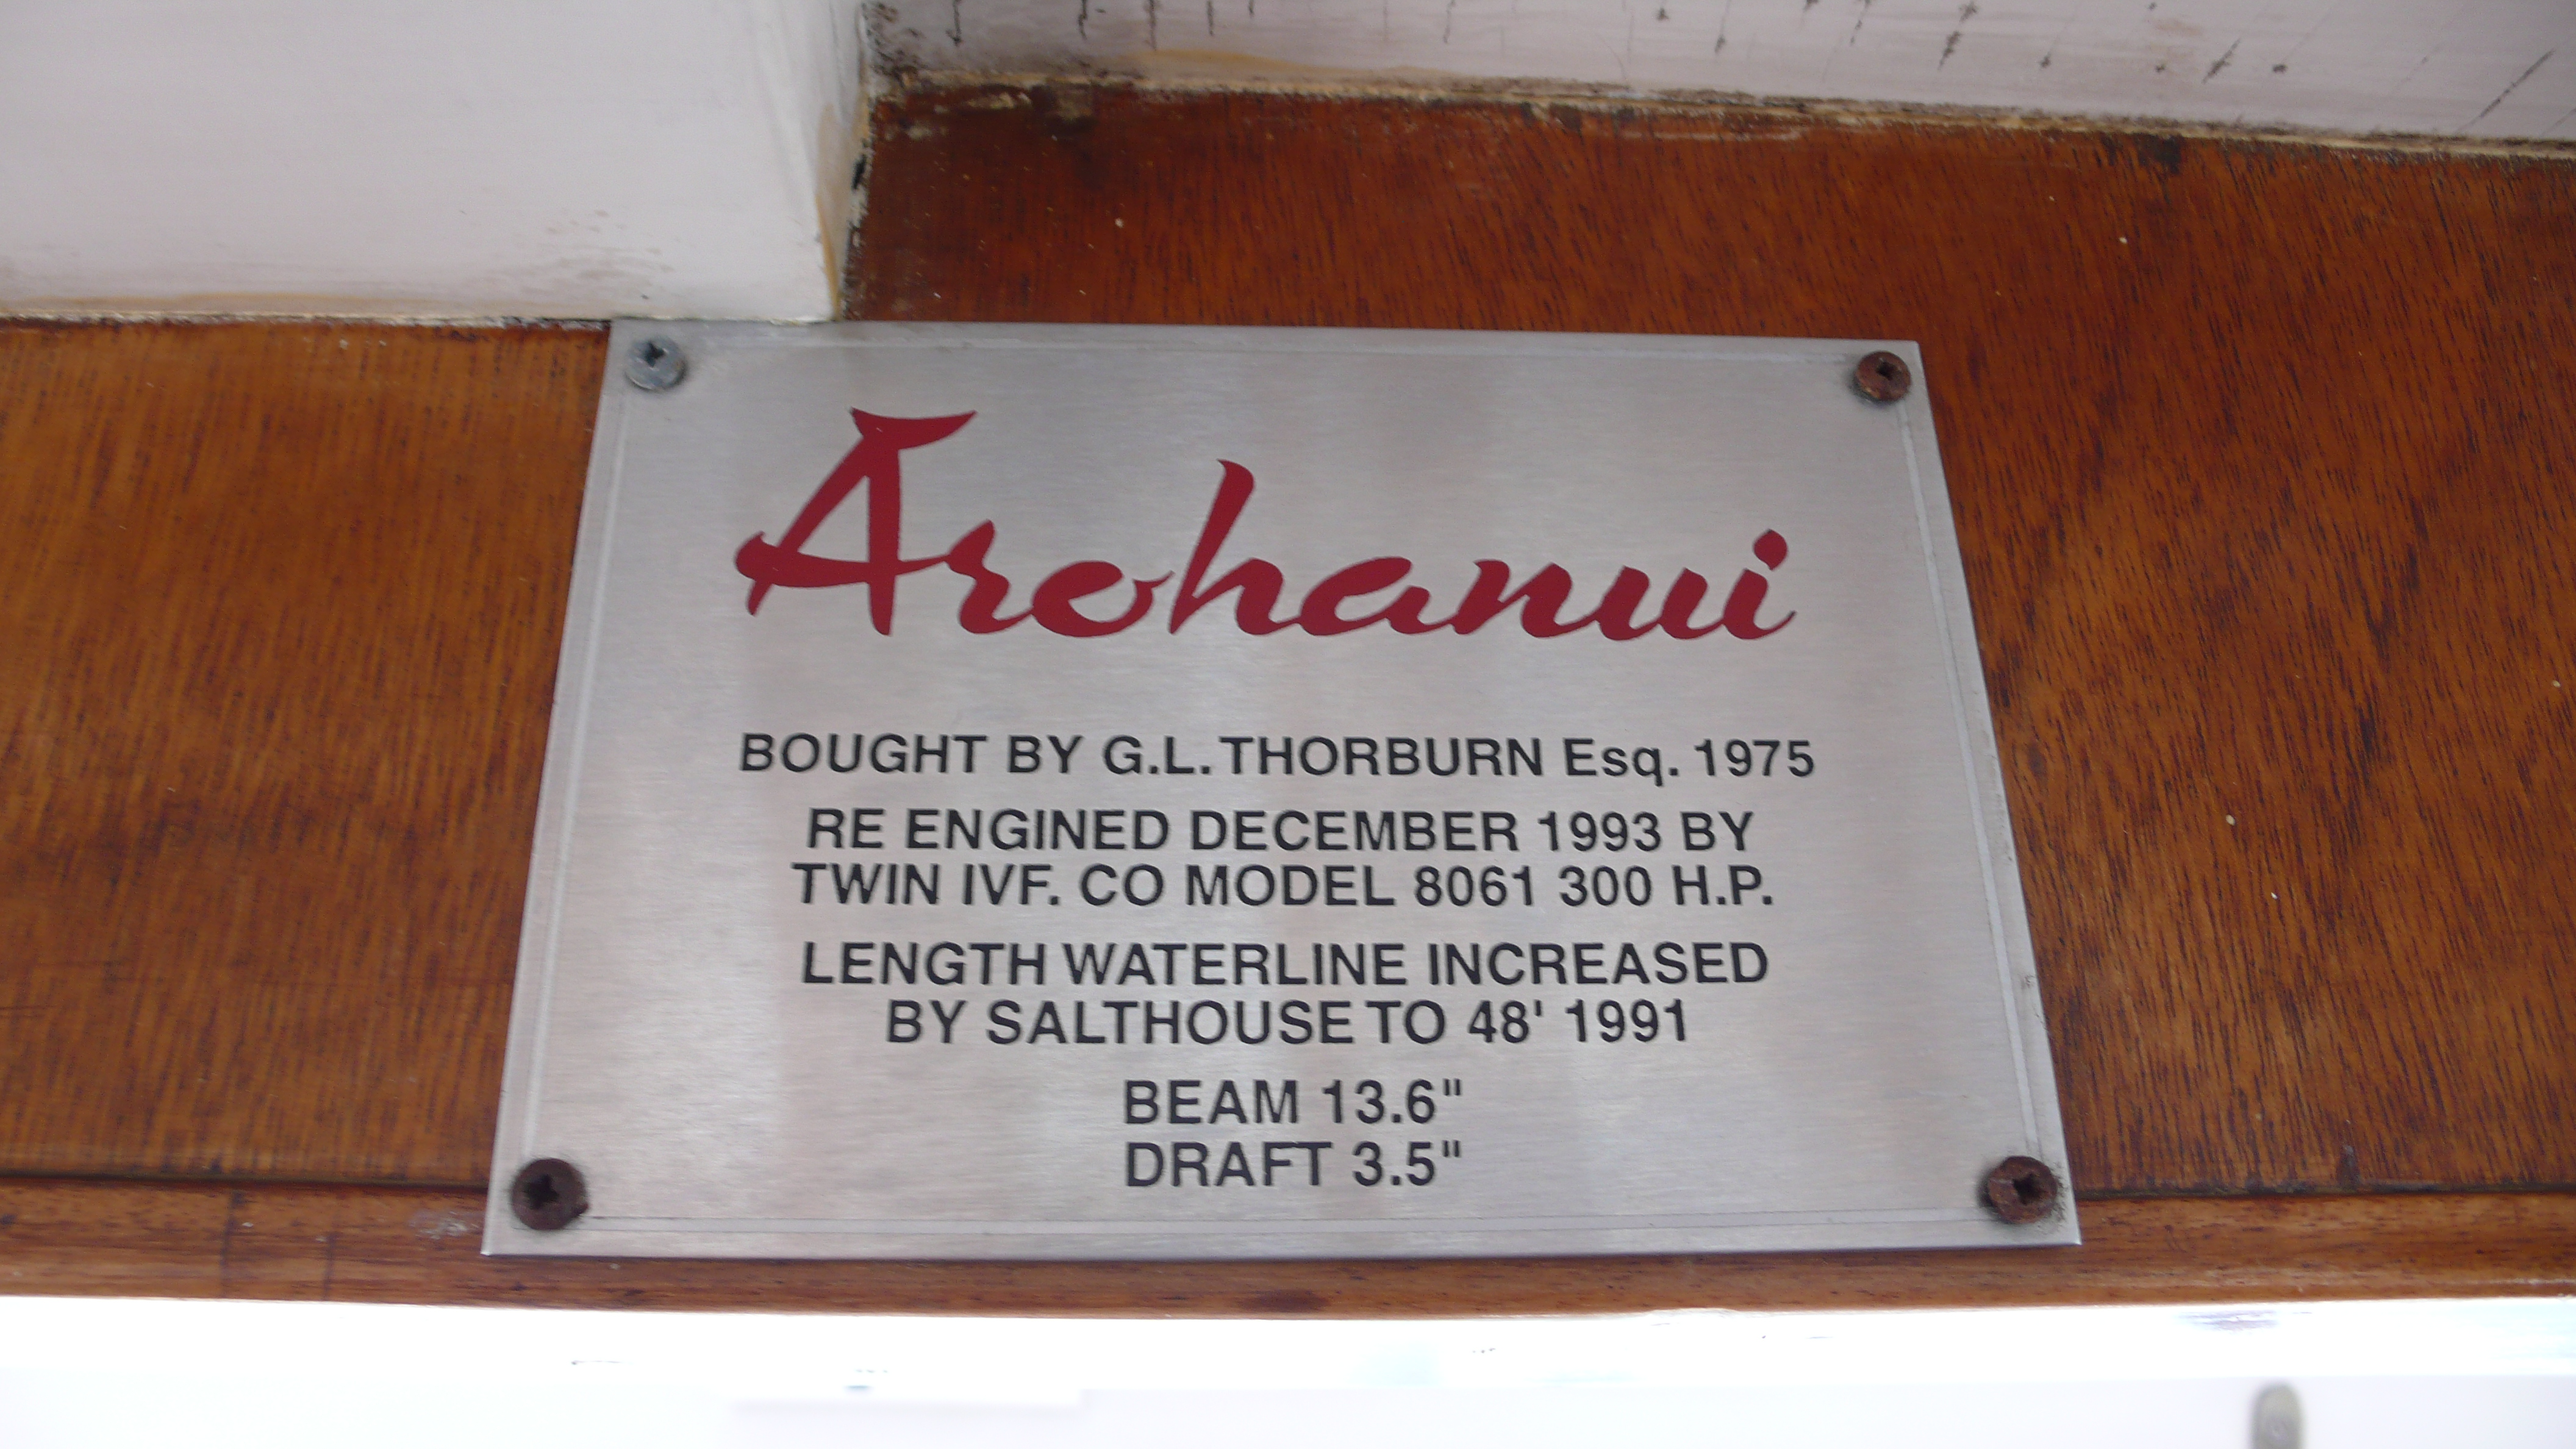 Arohanui
BOUGHT BY G.L. THORBURN Esq. 1975
RE ENGINED DECEMBER 1993 BY
TWIN IVF. CO MODEL 8061 300 H.P.
LENGTH WATERLINE INCREASED
BY SALTHOUSE TO 48' 1991
BEAM 13.6"
DRAFT 3.5"